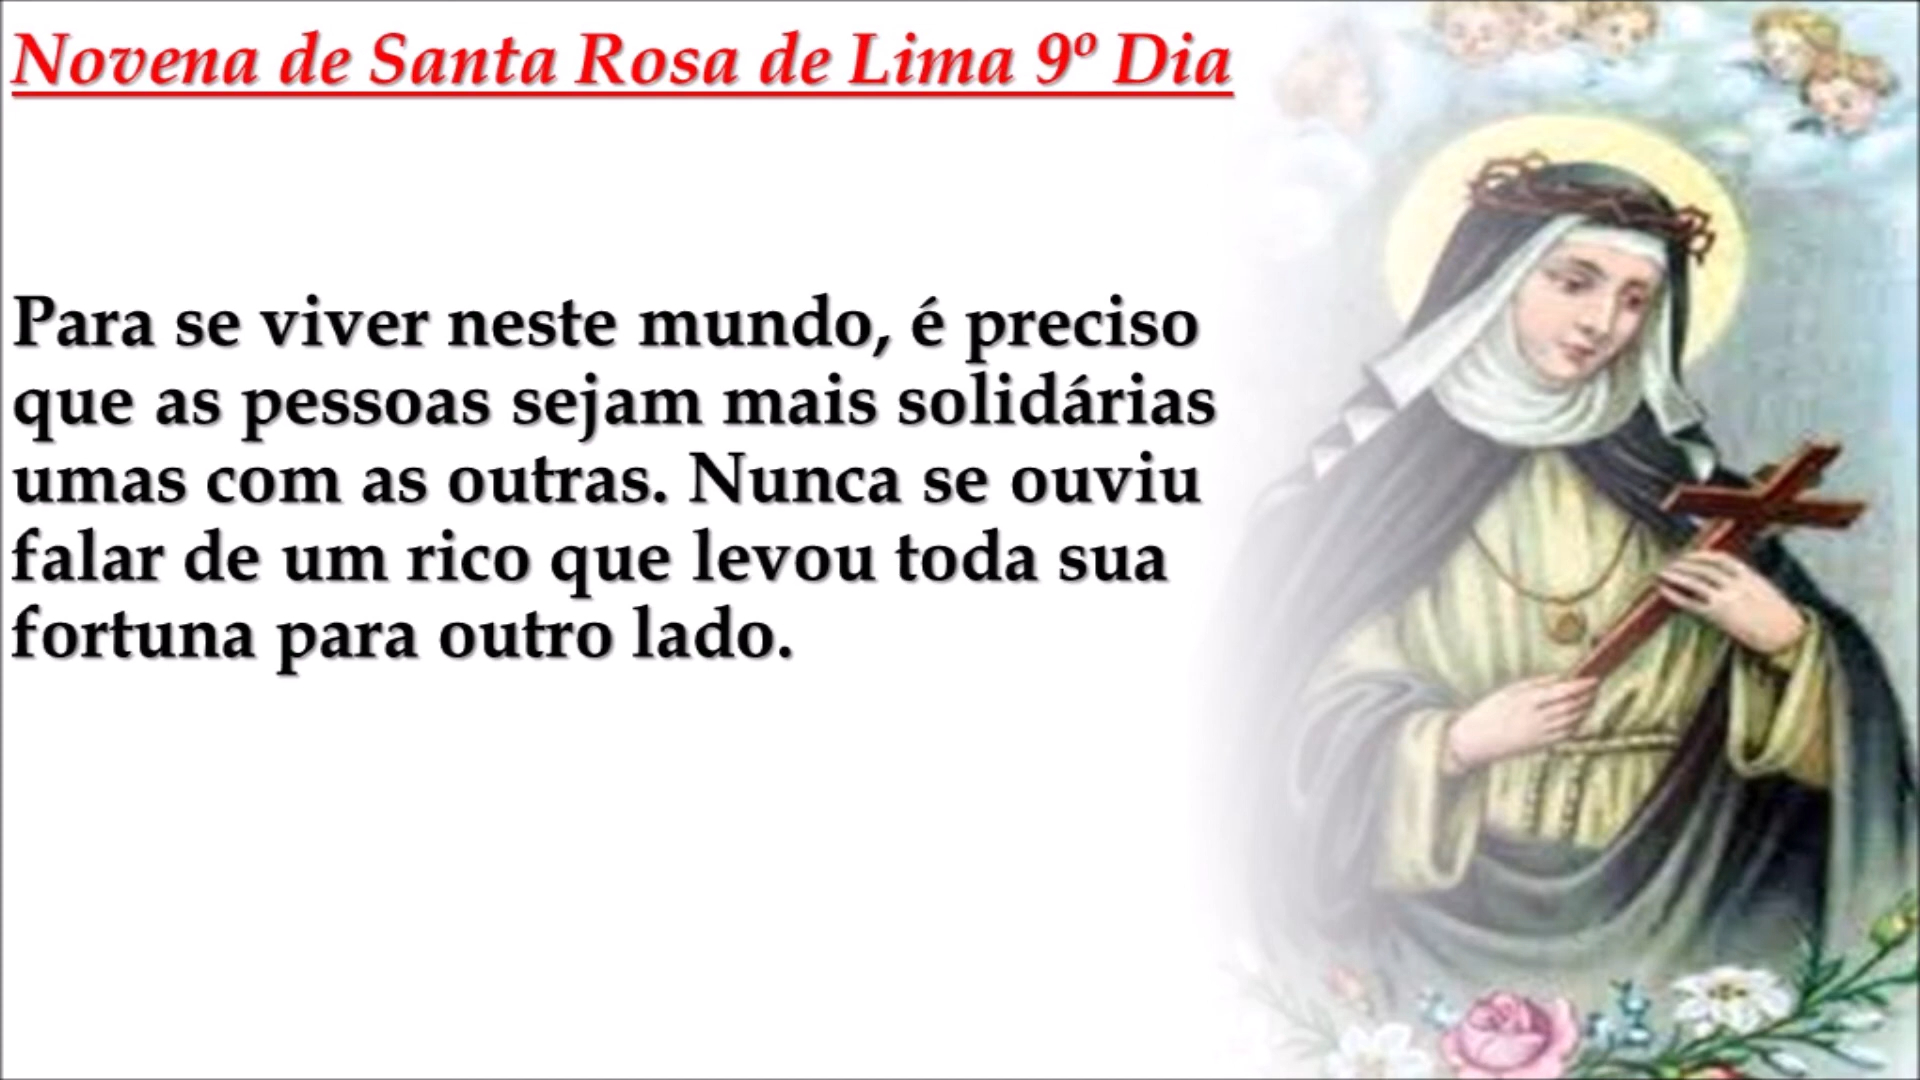 Novena de Santa Rosa de Lima 9º Dia
Para se viver neste mundo, é preciso
que as pessoas sejam mais solidárias
umas com as outras. Nunca se ouviu
falar de um rico que levou toda sua
fortuna para outro lado.